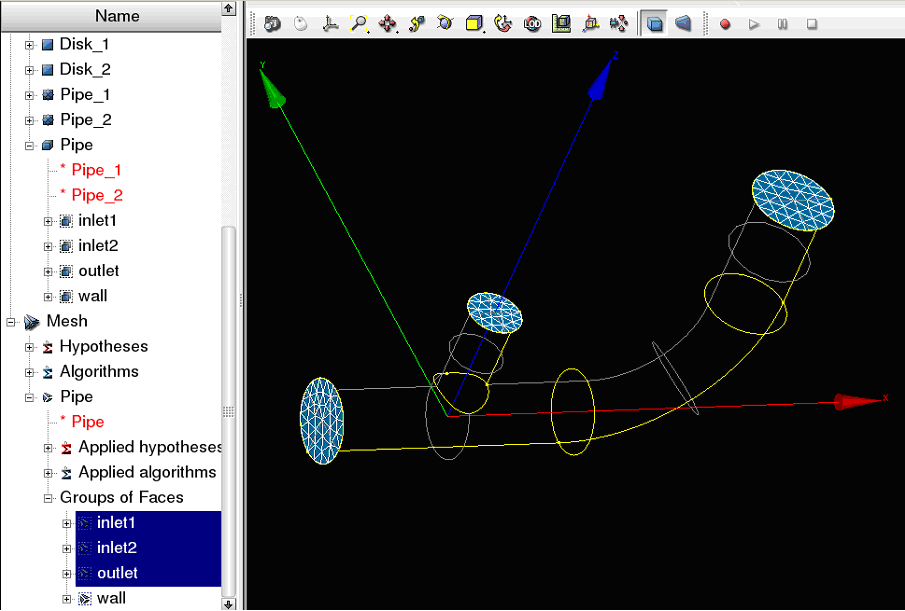 Name
Disk_1
Disk_2
Pipe_1
Pipe_2
Pipe
* Pipe_1
* Pipe_2
inlet1
inlet2
outlet
wall
Mesh
Hypotheses
Algorithms
Pipe
* Pipe
Applied hypotheses
Applied algorithms
Groups of Faces
inlet1
inlet2
outlet
wall
LOD
Y
Z
X